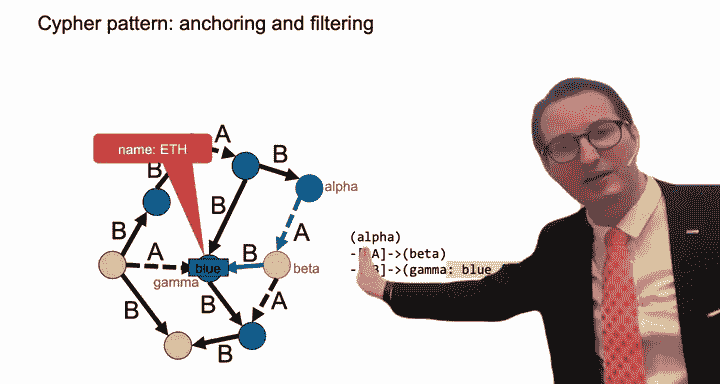 Cypher pattern: anchoring and filtering
A
name: ETH
B
B
alpha
B
B
A
(alpha)
A
B
-[ A]->(beta)
blue
beta
- B]->(gamma: blue
gamma
B
A
B
B